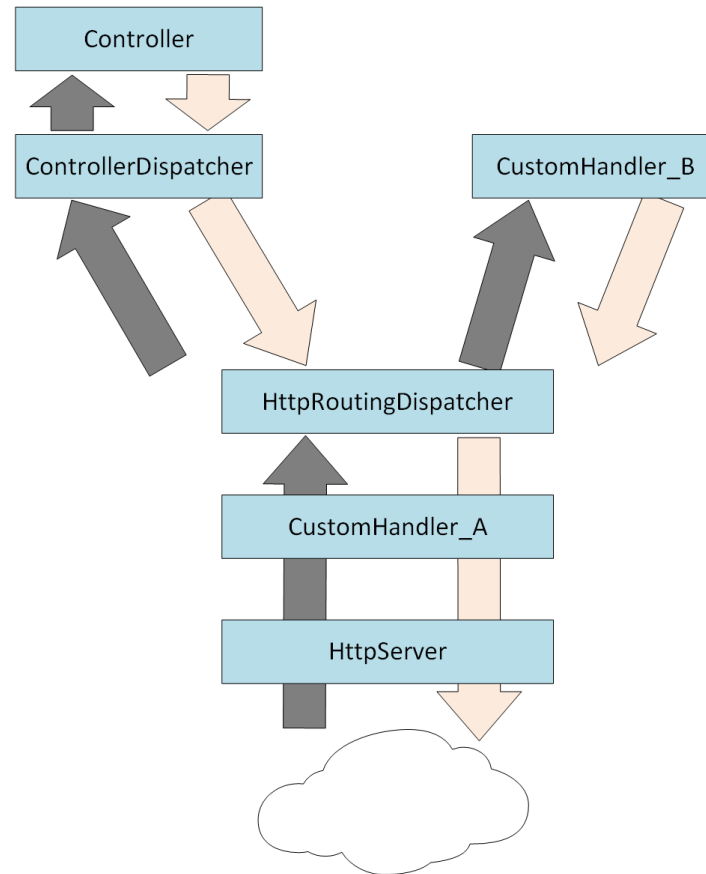 Controller
ControllerDispatcher
CustomHandler_B
HttpRoutingDispatcher
CustomHandler_A
HttpServer